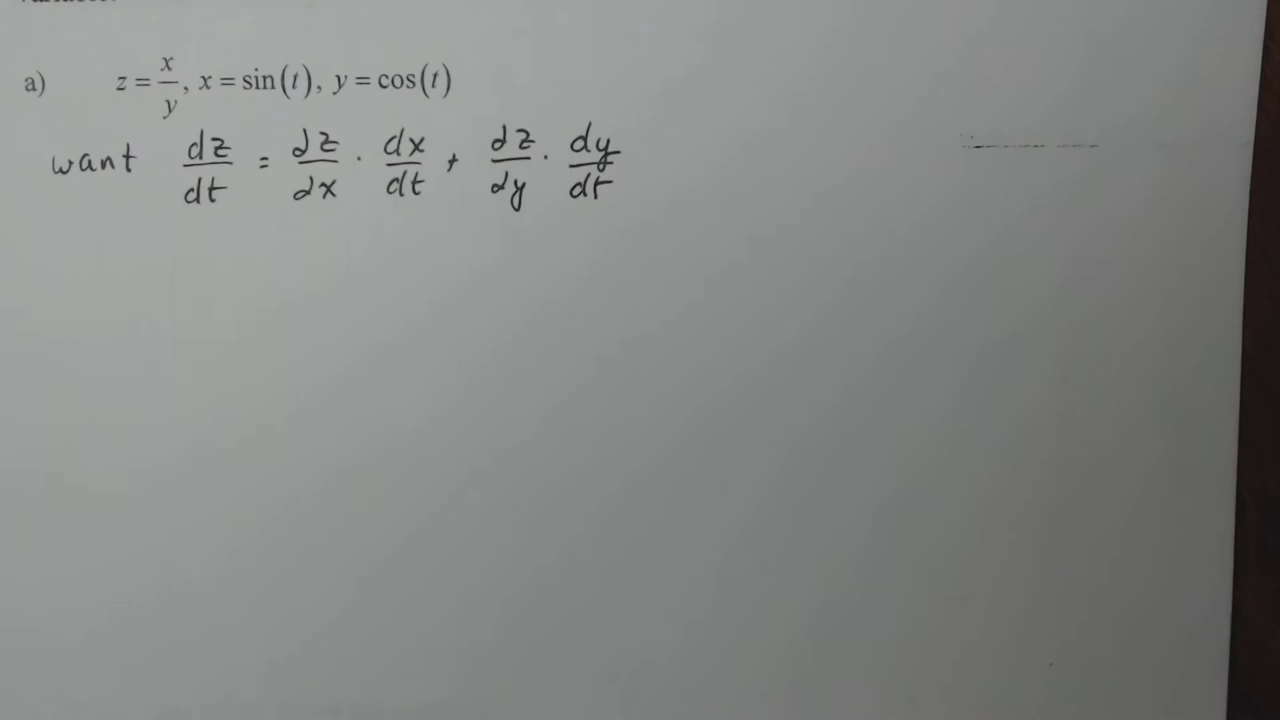 a) z = x/y, x = sin(t), y = cos(t)
want dz/dt = ∂z/∂x · dx/dt + ∂z/∂y · dy/dt